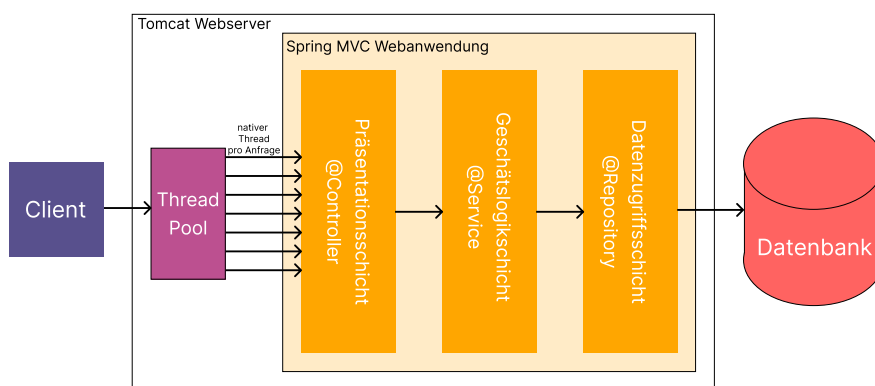 Tomcat Webserver
Spring MVC Webanwendung
Client
Thread
Pool
nativer
Thread
pro Anfrage
Präsentationsschicht
@Controller
Geschätslogikschicht
@Service
Datenzugriffsschicht
@Repository
Datenbank